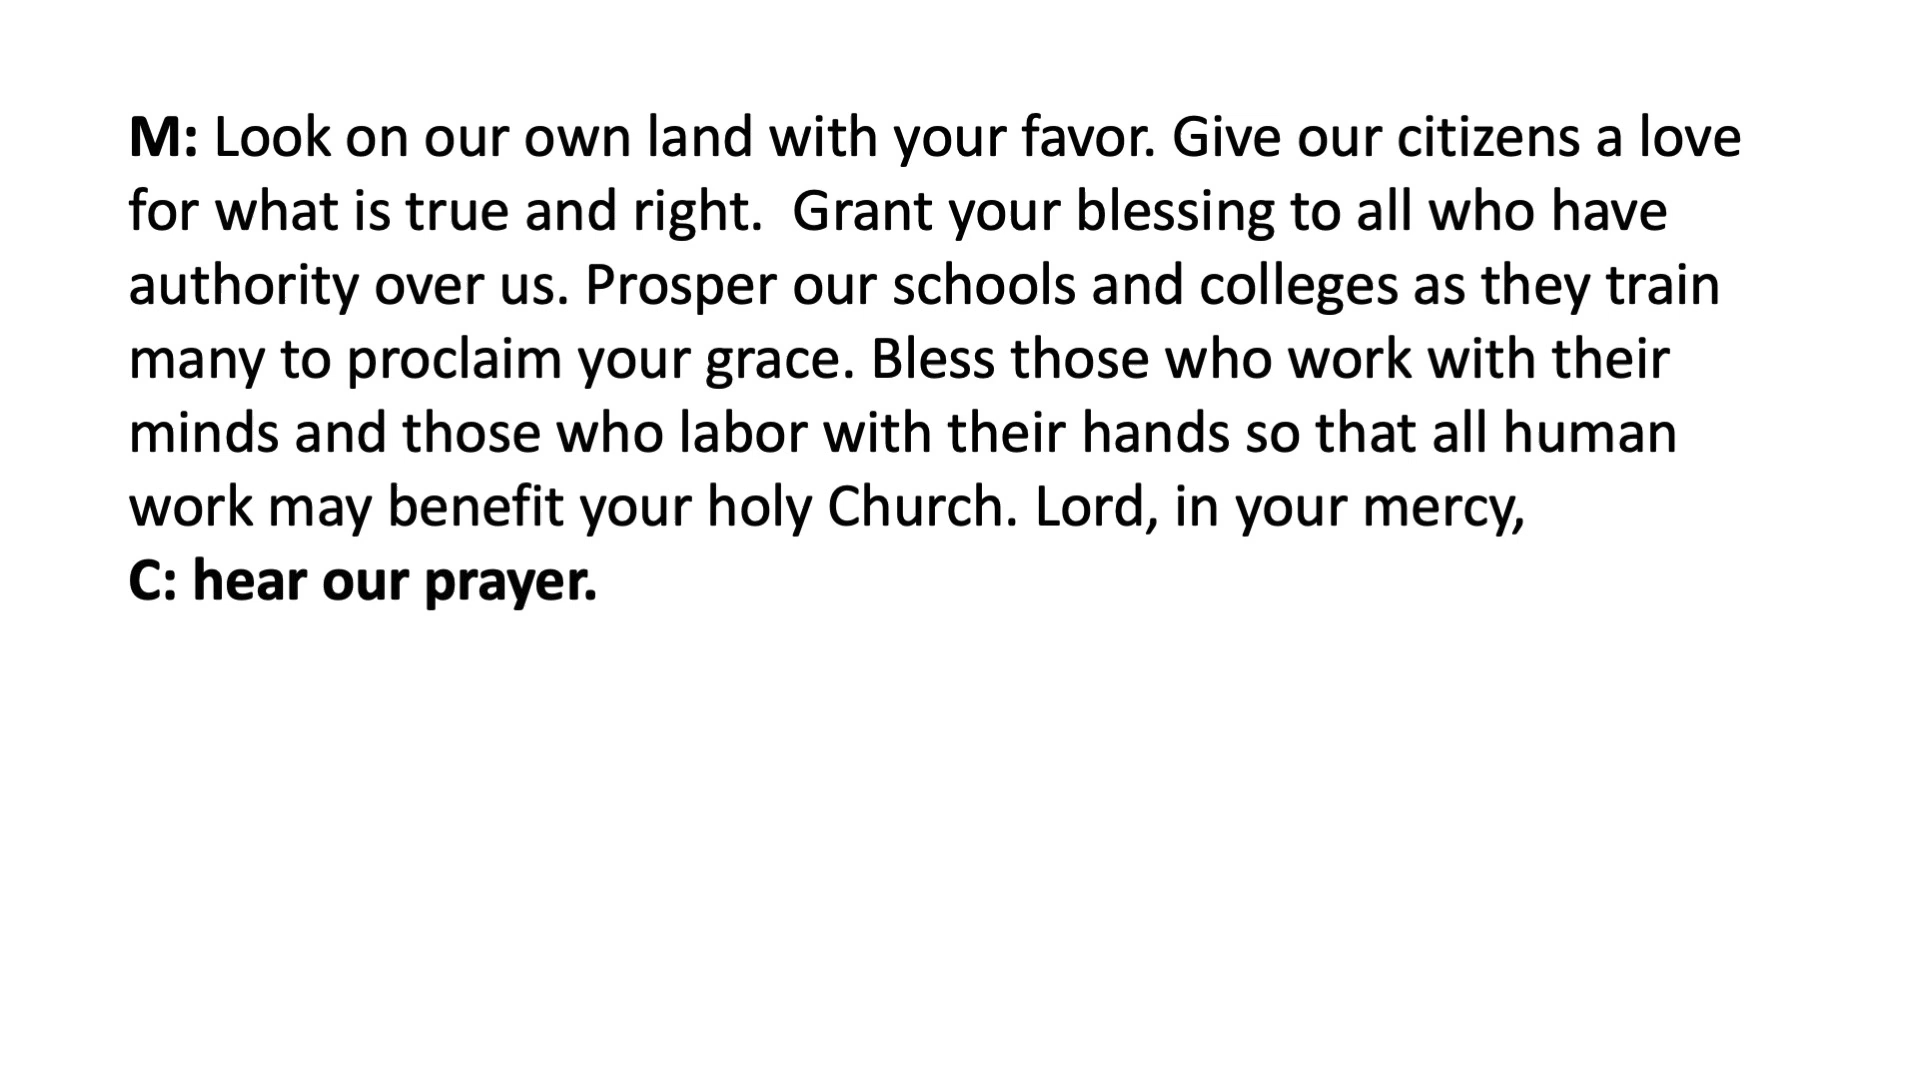 M: Look on our own land with your favor. Give our citizens a love
for what is true and right.  Grant your blessing to all who have
authority over us. Prosper our schools and colleges as they train
many to proclaim your grace. Bless those who work with their
minds and those who labor with their hands so that all human
work may benefit your holy Church. Lord, in your mercy,
C: hear our prayer.